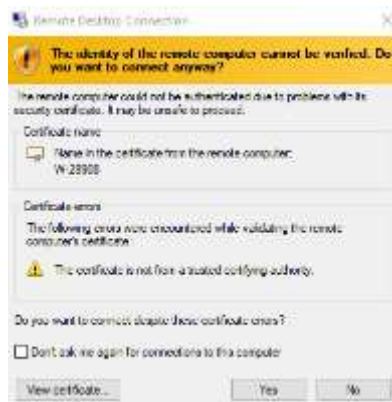 Remote Desktop Connection
The identity of the remote computer cannot be verified. Do
you want to connect anyway?
The remote computer could not be authenticated due to problems with its
security certificate. It may be unsafe to proceed.
Certificate name
Name in the certificate from the remote computer:
Certificate errors
The following errors were encountered while validating the remote
computer's certificate:
The certificate is not from a trusted certifying authority.
Do you want to connect despite these certificate errors?
Don't ask me again for connections to this computer
View certificate...
Yes
No